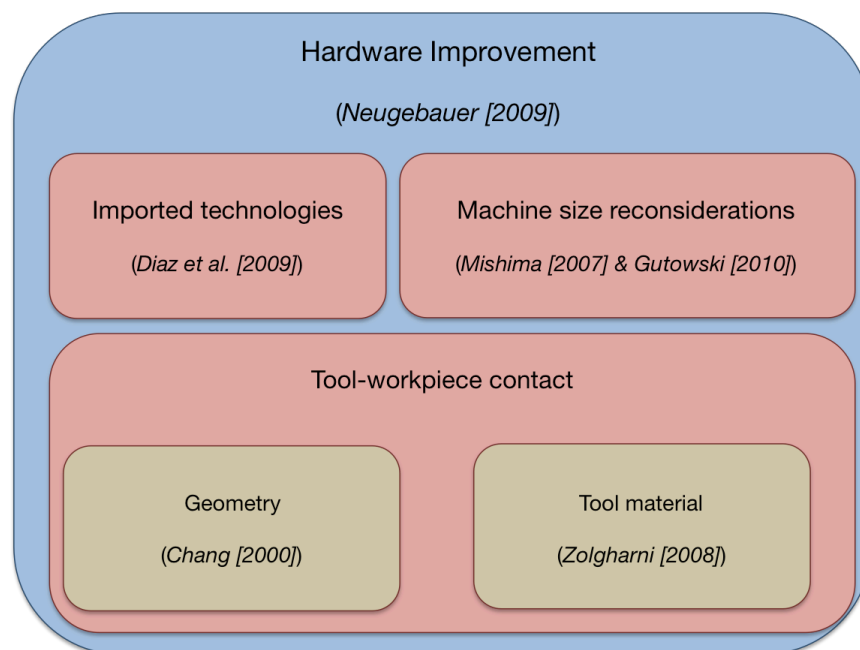 Hardware Improvement
(Neugebauer [2009])
Imported technologies
(Diaz et al. [2009])
Machine size reconsiderations
(Mishima [2007] & Gutowski [2010])
Tool-workpiece contact
Geometry
(Chang [2000])
Tool material
(Zolgharni [2008])